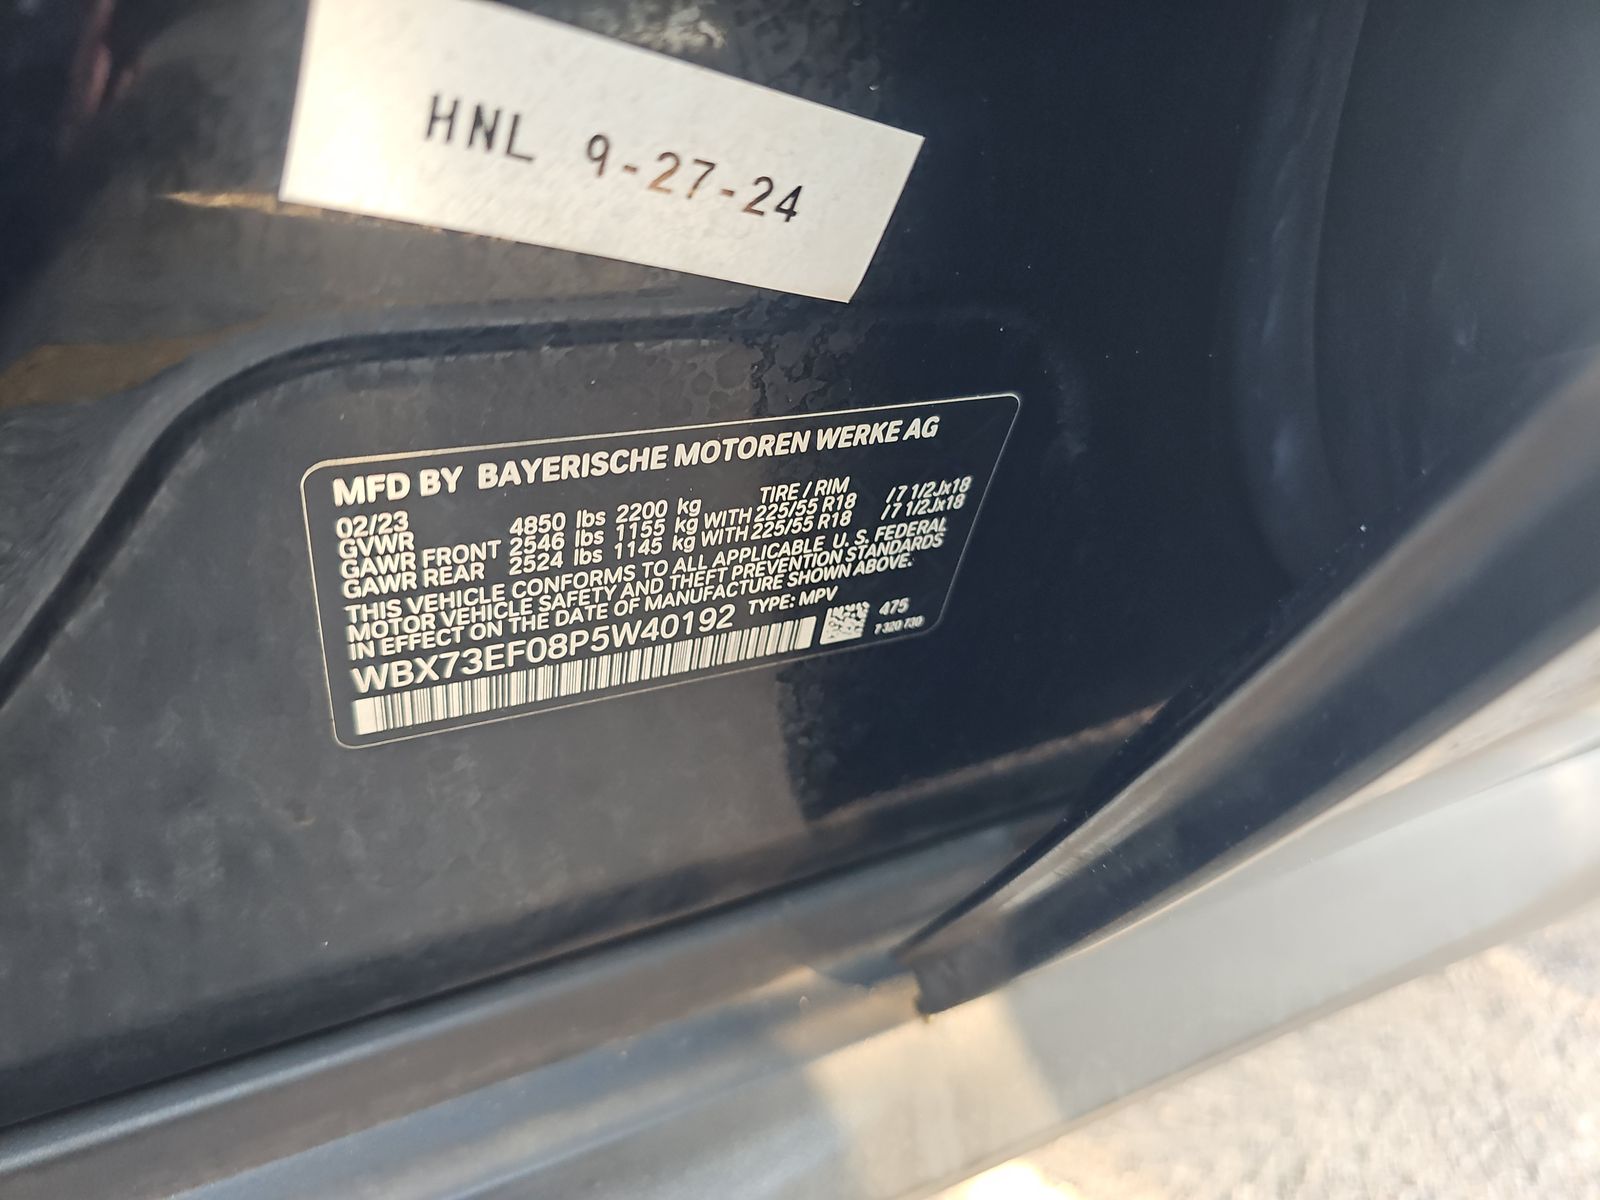 HNL 9-27-24
MFD BY BAYERISCHE MOTOREN WERKE AG
02/23 TIRE / RIM
GVWR 4850 lbs 2200 kg
GAWR FRONT 2546 lbs 1155 kg WITH 225/55 R18 /7 1/2Jx18
GAWR REAR 2524 lbs 1145 kg WITH 225/55 R18 /7 1/2Jx18
THIS VEHICLE CONFORMS TO ALL APPLICABLE U. S. FEDERAL
MOTOR VEHICLE SAFETY AND THEFT PREVENTION STANDARDS
IN EFFECT ON THE DATE OF MANUFACTURE SHOWN ABOVE.
WBX73EF08P5W40192 TYPE: MPV
475
7 320 730